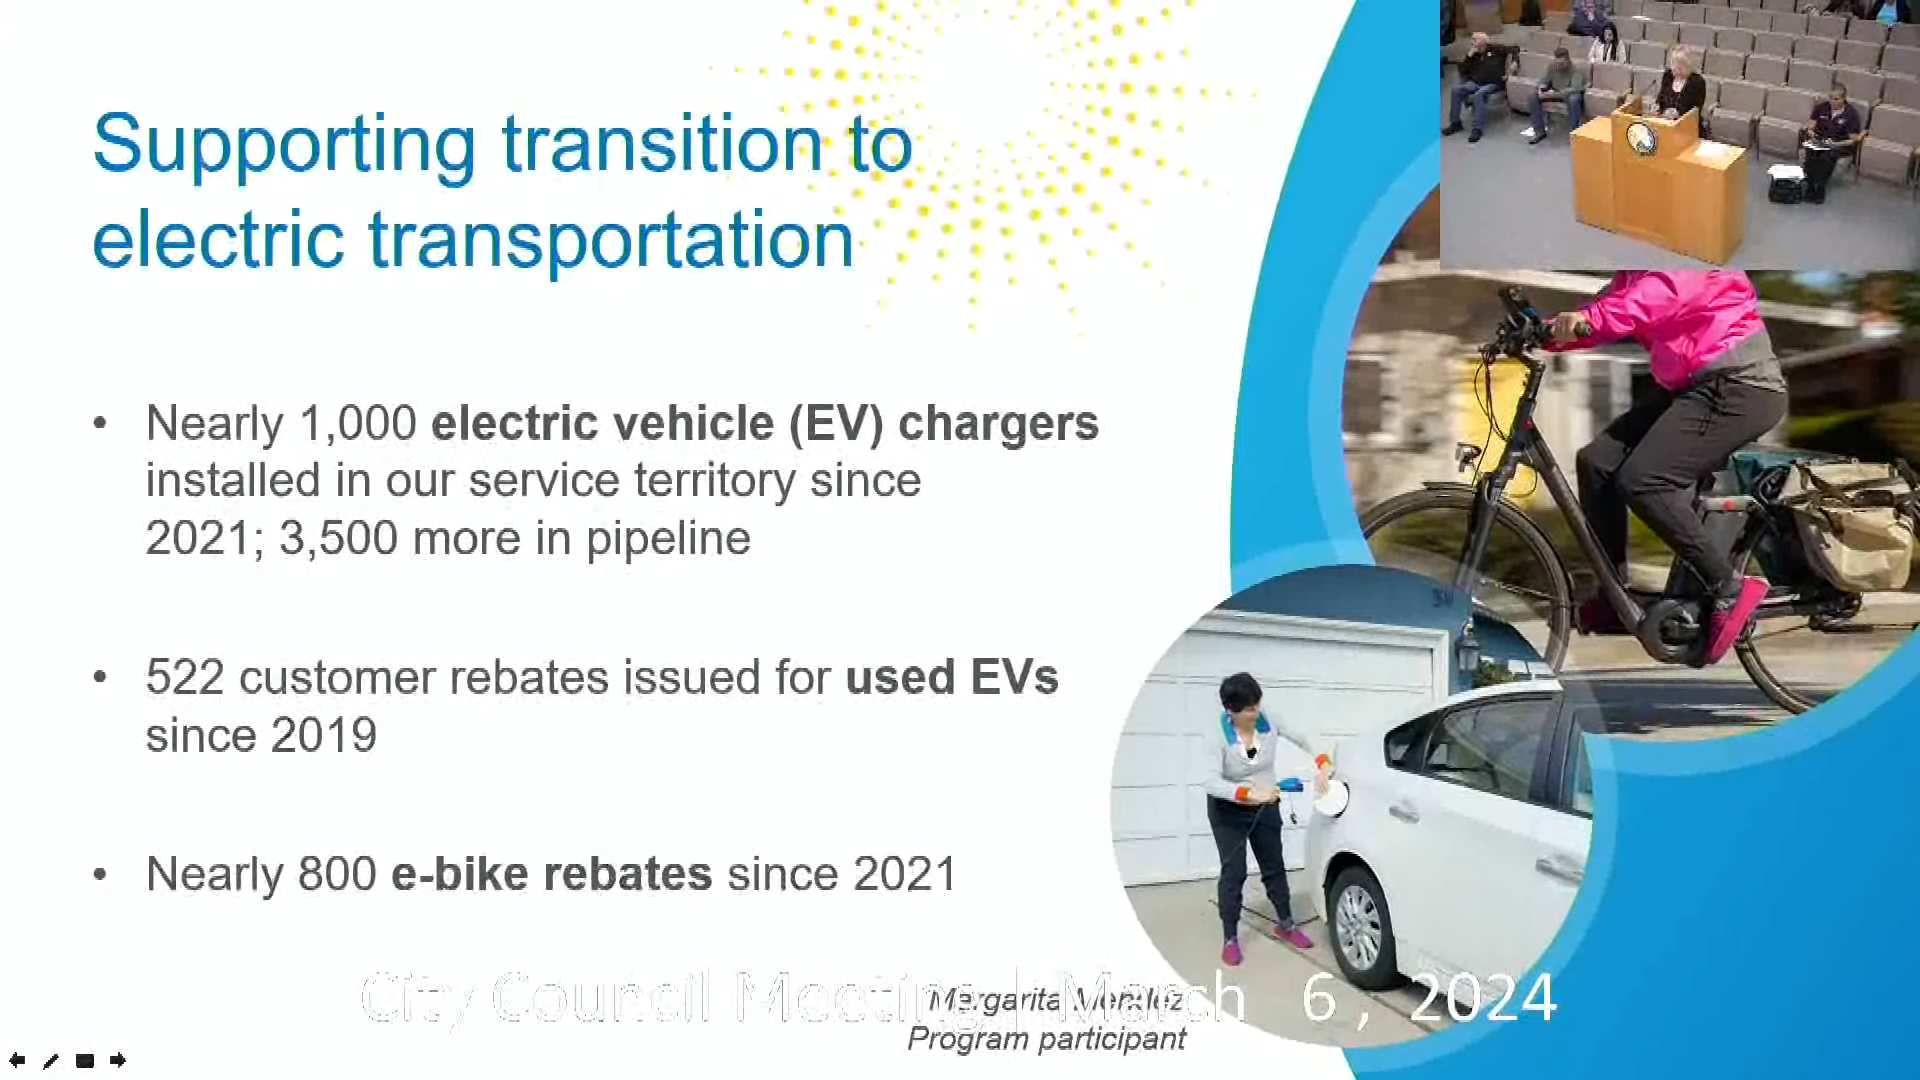 Supporting transition to
electric transportation
• Nearly 1,000 electric vehicle (EV) chargers
installed in our service territory since
2021; 3,500 more in pipeline
• 522 customer rebates issued for used EVs
since 2019
• Nearly 800 e-bike rebates since 2021
City Council Meeting | March 6, 2024
Margarita Mendez
Program participant